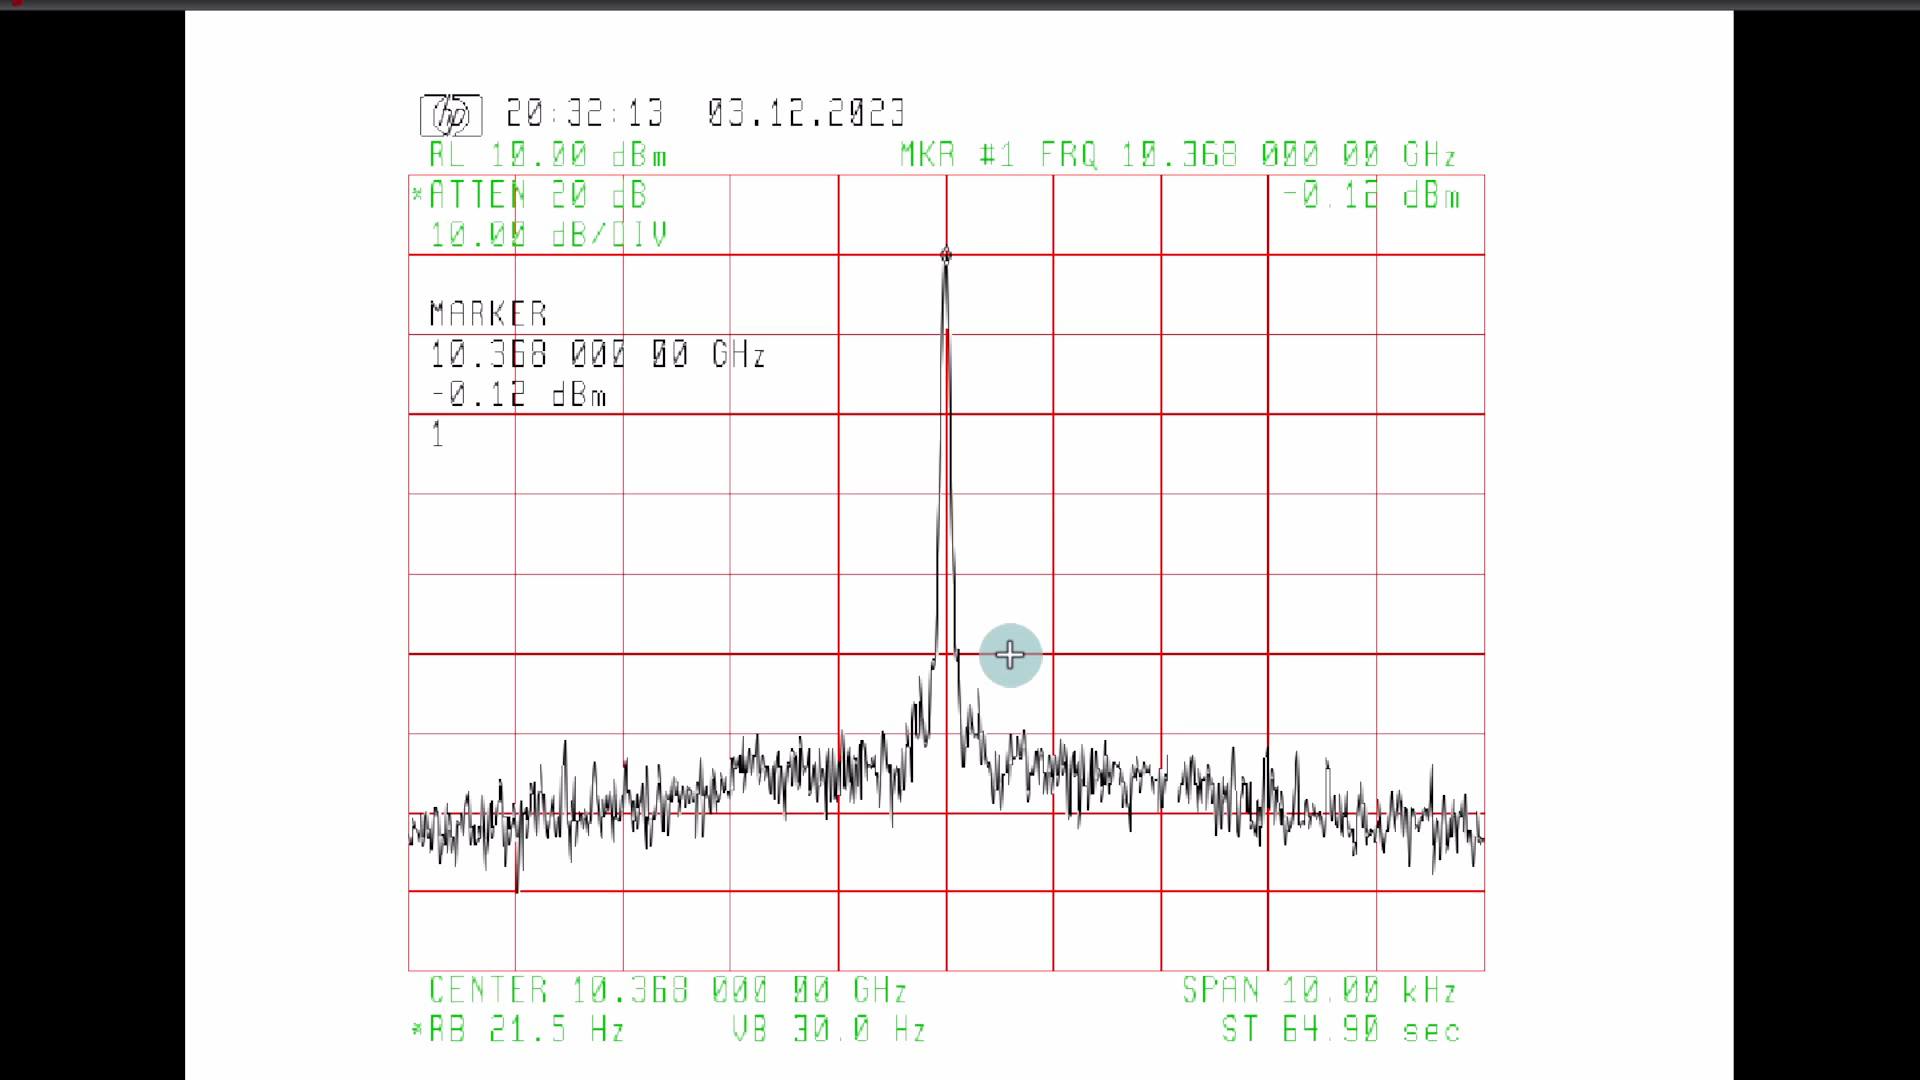 hp 20:32:13 03.12.2023
RL 10.00 dBm MKR #1 FRQ 10.368 000 00 GHz
*ATTEN 20 dB -0.12 dBm
10.00 dB/DIV
MARKER
10.368 000 00 GHz
-0.12 dBm
1
CENTER 10.368 000 00 GHz SPAN 10.00 kHz
*RB 21.5 Hz VB 30.0 Hz ST 64.90 sec